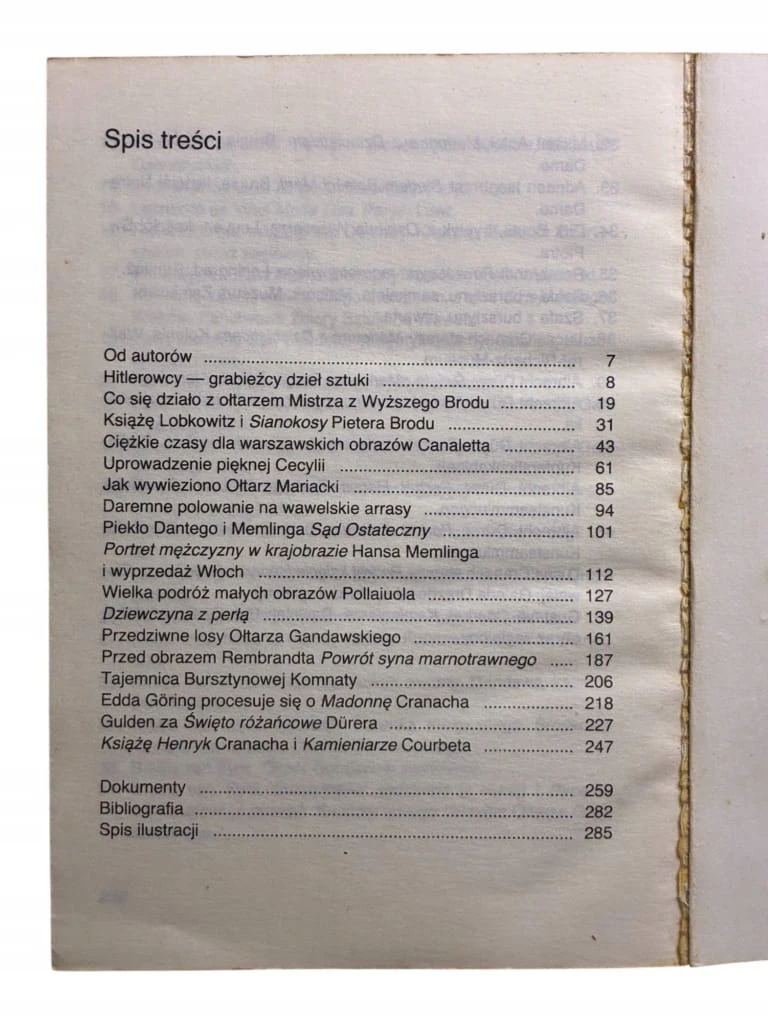 Spis treści
Od autorów ........ 7
Hitlerowcy — grabieżcy dzieł sztuki ........ 8
Co się działo z ołtarzem Mistrza z Wyższego Brodu ........ 19
Książę Lobkowitz i Sianokosy Pietera Brodu ........ 31
Ciężkie czasy dla warszawskich obrazów Canaletta ........ 43
Uprowadzenie pięknej Cecylii ........ 61
Jak wywieziono Ołtarz Mariacki ........ 85
Daremne polowanie na wawelskie arrasy ........ 94
Piekło Dantego i Memlinga Sąd Ostateczny ........ 101
Portret mężczyzny w krajobrazie Hansa Memlinga
i wyprzedaż Włoch ........ 112
Wielka podróż małych obrazów Pollaiuola ........ 127
Dziewczyna z perłą ........ 139
Przedziwne losy Ołtarza Gandawskiego ........ 161
Przed obrazem Rembrandta Powrót syna marnotrawnego ..... 187
Tajemnica Bursztynowej Komnaty ........ 206
Edda Göring procesuje się o Madonnę Cranacha ........ 218
Gulden za Święto różańcowe Dürera ........ 227
Książę Henryk Cranacha i Kamieniarze Courbeta ........ 247
Dokumenty ........ 259
Bibliografia ........ 282
Spis ilustracji ........ 285